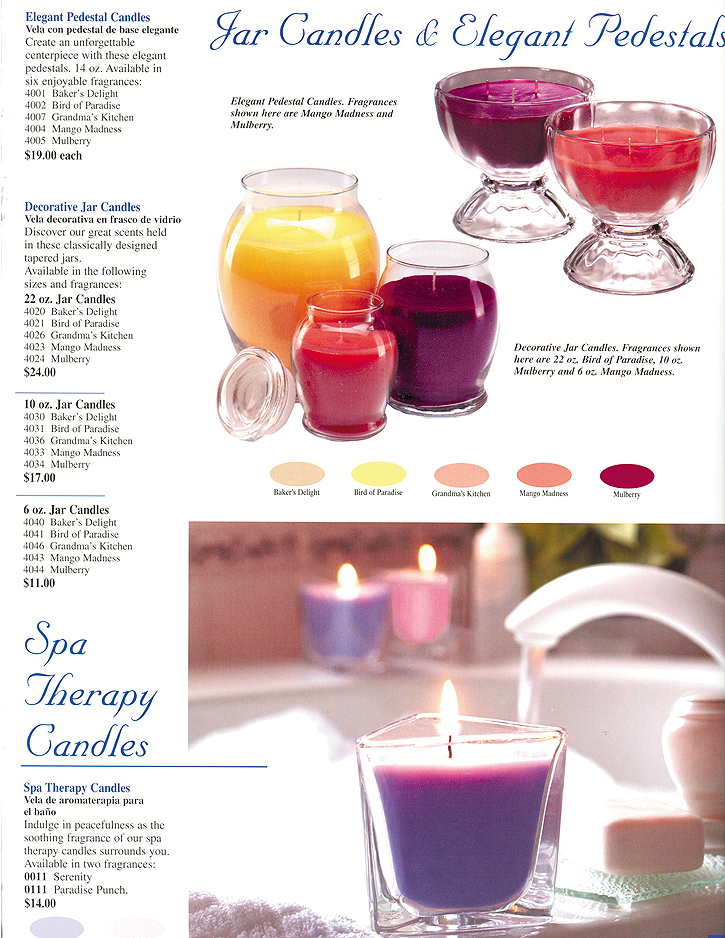 Jar Candles & Elegant Pedestals
Elegant Pedestal Candles
Vela con pedestal de base elegante
Create an unforgettable
centerpiece with these elegant
pedestals. 14 oz. Available in
six enjoyable fragrances:
4001 Baker's Delight
4002 Bird of Paradise
4007 Grandma's Kitchen
4004 Mango Madness
4005 Mulberry
$19.00 each
Elegant Pedestal Candles. Fragrances
shown here are Mango Madness and
Mulberry.
Decorative Jar Candles
Vela decorativa en frasco de vidrio
Discover our great scents held
in these classically designed
tapered jars.
Available in the following
sizes and fragrances:
22 oz. Jar Candles
4020 Baker's Delight
4021 Bird of Paradise
4026 Grandma's Kitchen
4023 Mango Madness
4024 Mulberry
$24.00
10 oz. Jar Candles
4030 Baker's Delight
4031 Bird of Paradise
4036 Grandma's Kitchen
4033 Mango Madness
4034 Mulberry
$17.00
6 oz. Jar Candles
4040 Baker's Delight
4041 Bird of Paradise
4046 Grandma's Kitchen
4043 Mango Madness
4044 Mulberry
$11.00
Decorative Jar Candles. Fragrances shown
here are 22 oz. Bird of Paradise, 10 oz.
Mulberry and 6 oz. Mango Madness.
Baker's Delight
Bird of Paradise
Grandma's Kitchen
Mango Madness
Mulberry
Spa
Therapy
Candles
Spa Therapy Candles
Vela de aromaterapia para
el baño
Indulge in peacefulness as the
soothing fragrance of our spa
therapy candles surrounds you.
Available in two fragrances:
0011 Serenity
0111 Paradise Punch.
$14.00